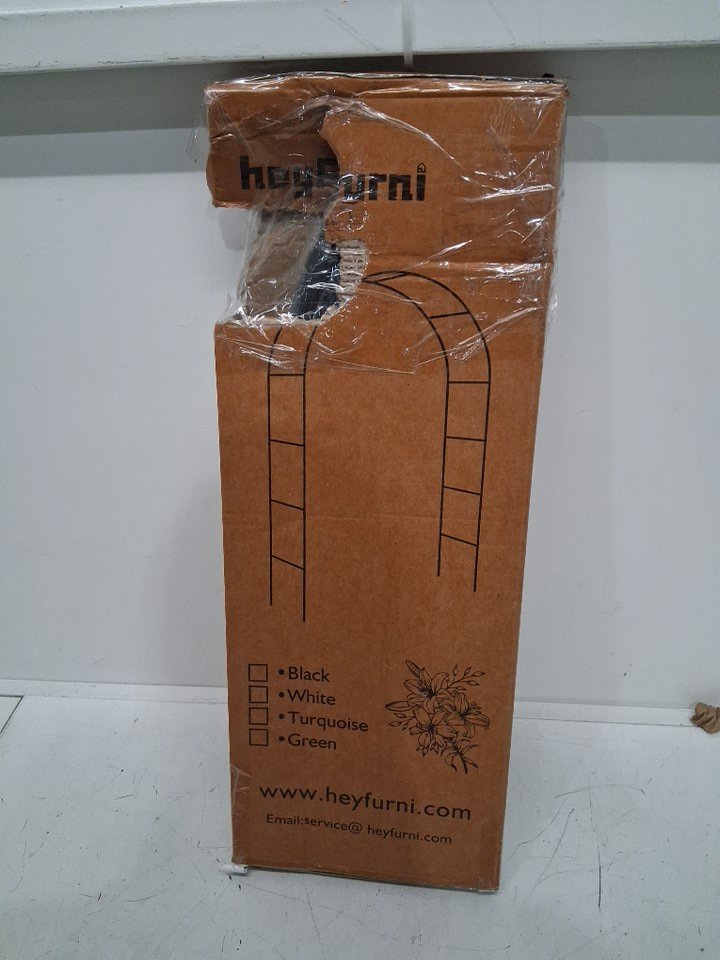 heyfurni
• Black
• White
• Turquoise
• Green
www.heyfurni.com
Email:service@ heyfurni.com